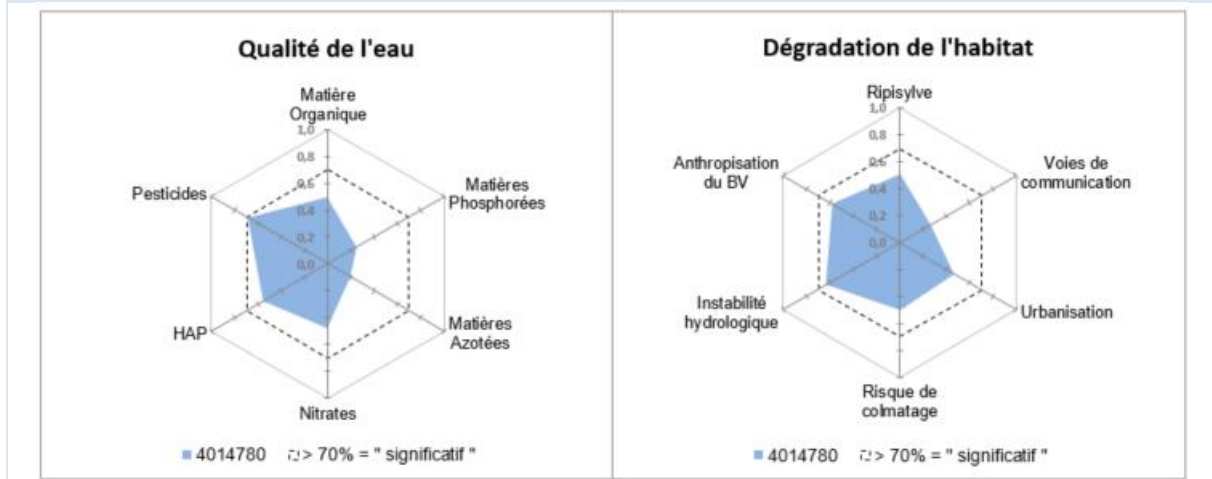 Qualité de l'eau
Matière
Organique
1,0
0,8
0,6
0,4
0,2
0,0
Pesticides
Matières
Phosphorées
HAP
Matières
Azotées
Nitrates
4014780
> 70% = " significatif "
Dégradation de l'habitat
Ripisylve
1,0
0,8
0,6
0,4
0,2
0,0
Anthropisation
du BV
Voies de
communication
Instabilité
hydrologique
Urbanisation
Risque de
colmatage
4014780
> 70% = " significatif "